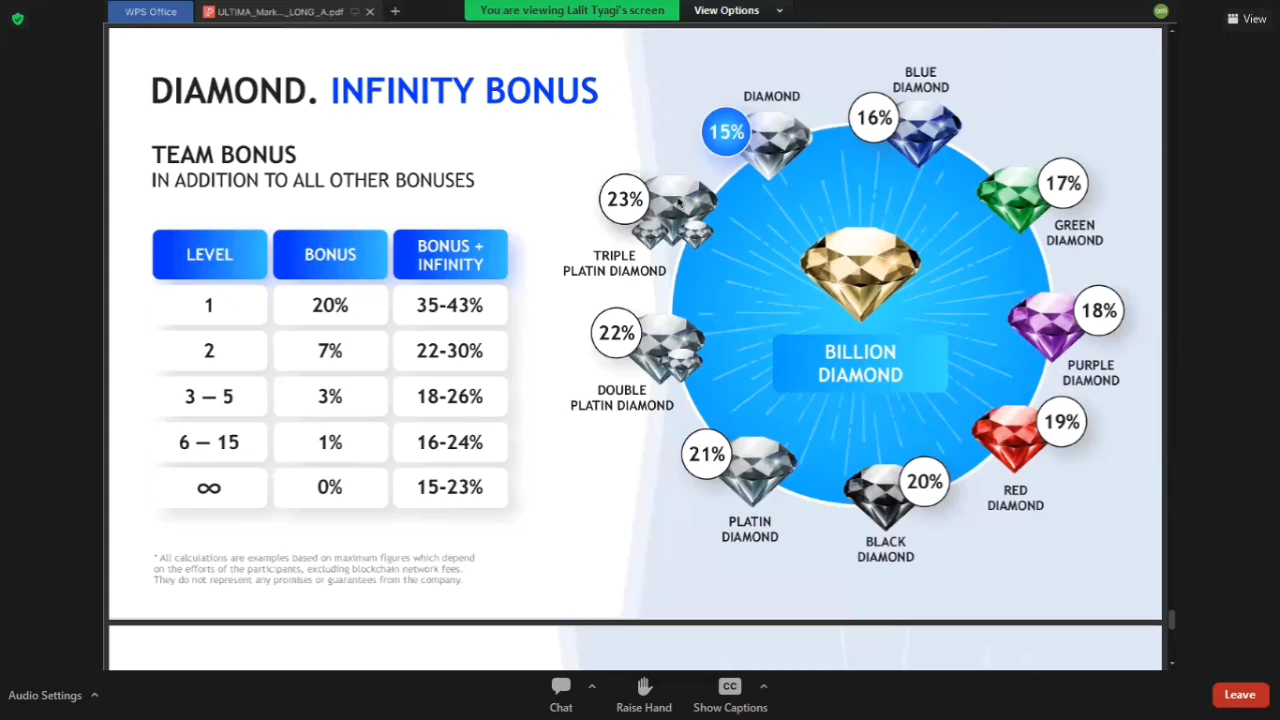 WPS Office
ULTIMA_Mark..._LONG_A.pdf
You are viewing Lalit Tyagi's screen
View Options
om
View
DIAMOND. INFINITY BONUS
TEAM BONUS
IN ADDITION TO ALL OTHER BONUSES
LEVEL BONUS BONUS +
INFINITY
1 20% 35-43%
2 7% 22-30%
3 – 5 3% 18-26%
6 – 15 1% 16-24%
∞ 0% 15-23%
* All calculations are examples based on maximum figures which depend
on the efforts of the participants, excluding blockchain network fees.
They do not represent any promises or guarantees from the company.
DIAMOND
15%
BLUE
DIAMOND
16%
17%
GREEN
DIAMOND
18%
PURPLE
DIAMOND
19%
RED
DIAMOND
20%
BLACK
DIAMOND
21%
PLATIN
DIAMOND
22%
DOUBLE
PLATIN DIAMOND
23%
TRIPLE
PLATIN DIAMOND
BILLION
DIAMOND
Audio Settings
Chat
Raise Hand
CC
Show Captions
Leave